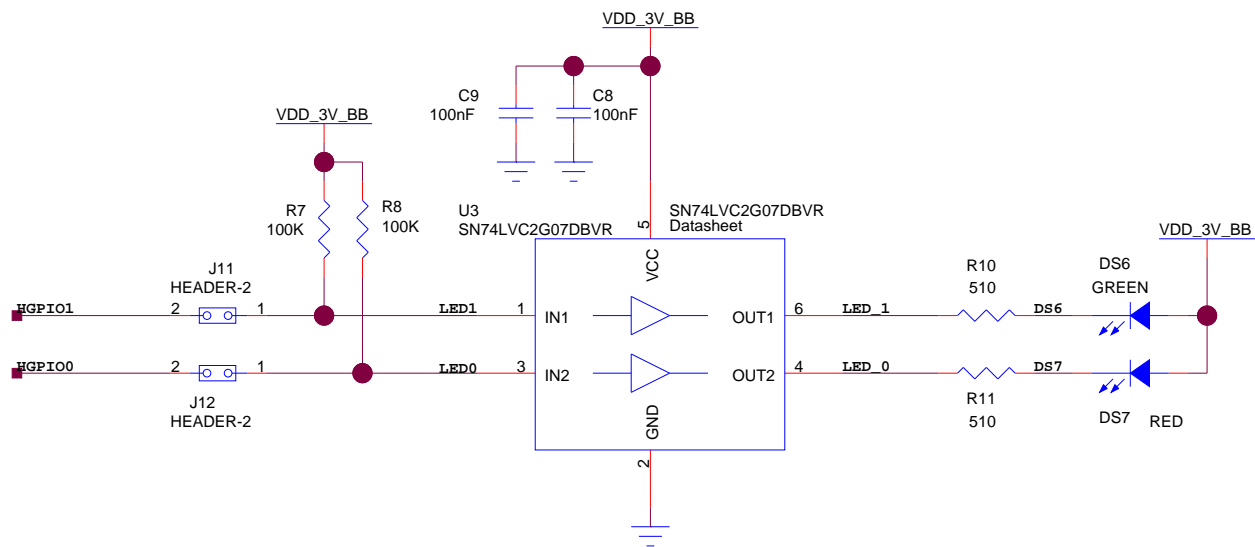 VDD_3V_BB
C9
100nF
C8
100nF
VDD_3V_BB
R7
100K
R8
100K
U3
SN74LVC2G07DBVR
SN74LVC2G07DBVR
Datasheet
5
VCC
VDD_3V_BB
J11
HEADER-2
R10
510
DS6
GREEN
HGPIO1
2
1
LED1
1
IN1
OUT1
6
LED_1
DS6
HGPIO0
2
1
LED0
3
IN2
OUT2
4
LED_0
DS7
J12
HEADER-2
GND
2
R11
510
DS7
RED